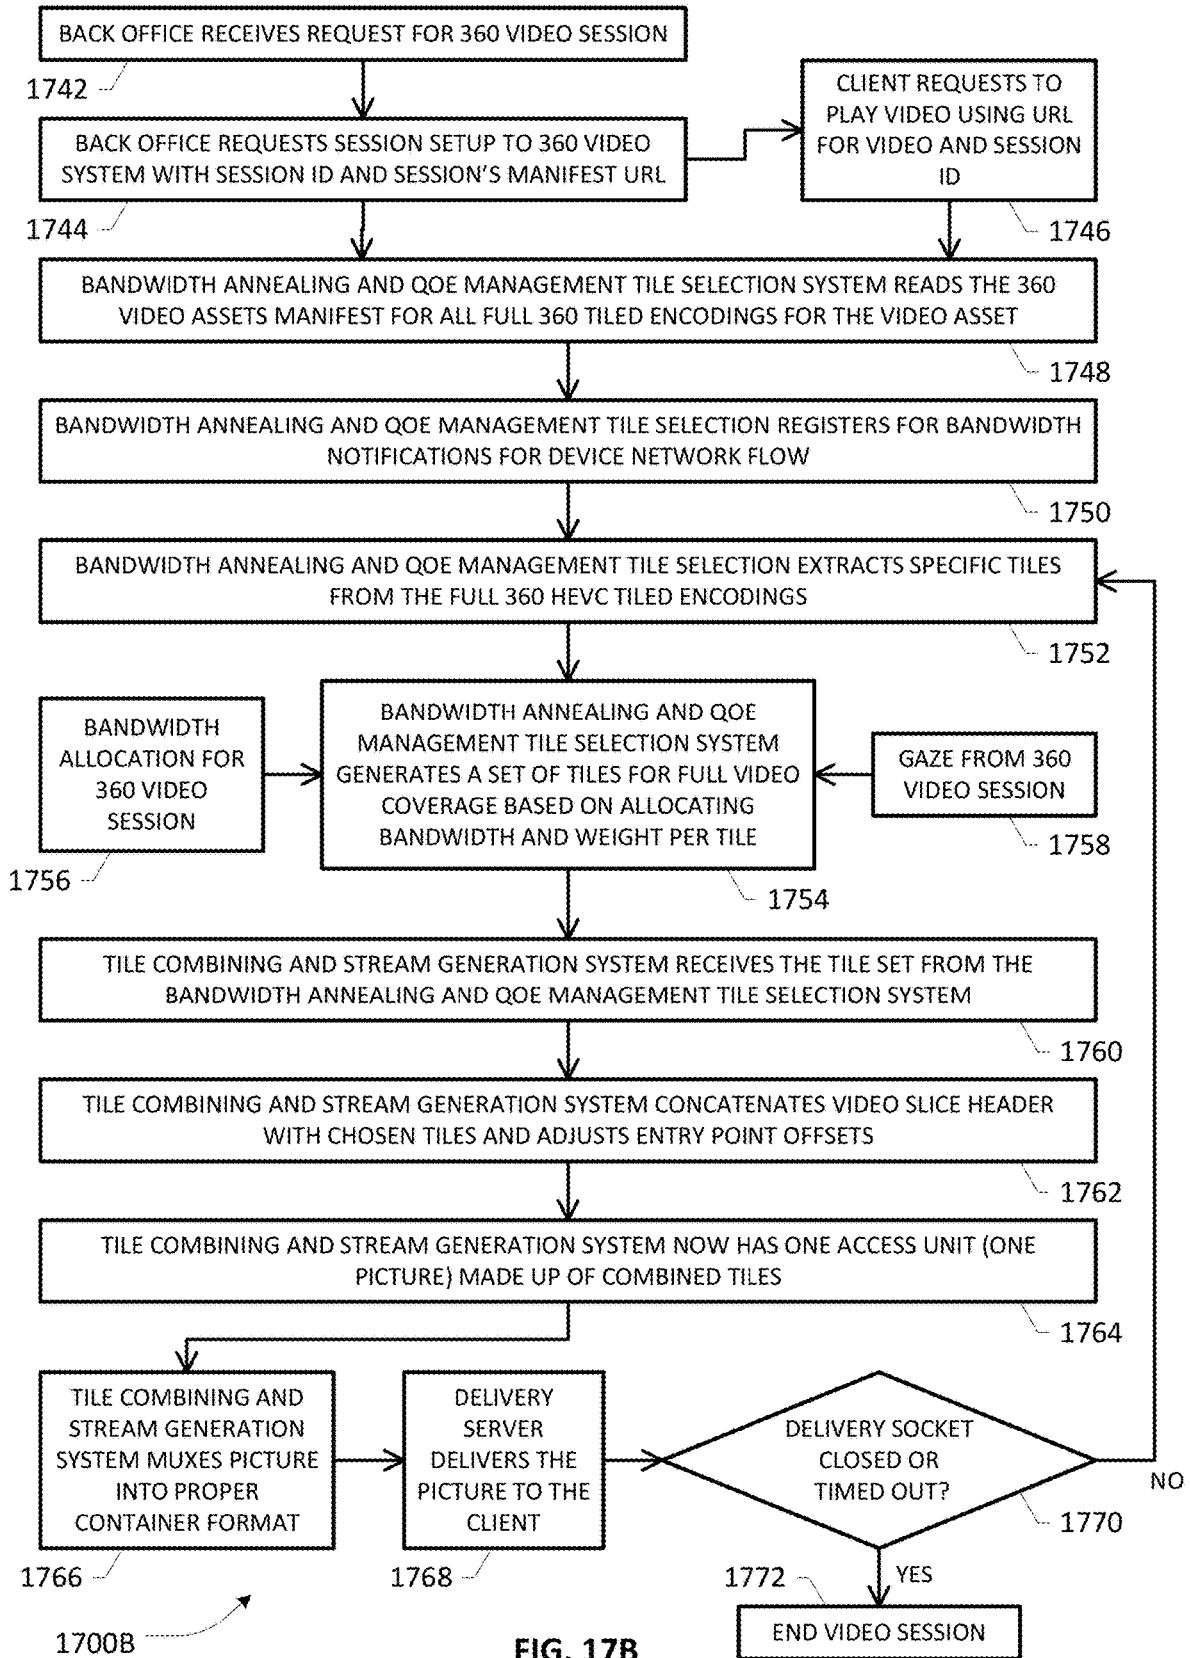 BACK OFFICE RECEIVES REQUEST FOR 360 VIDEO SESSION
1742
BACK OFFICE REQUESTS SESSION SETUP TO 360 VIDEO
SYSTEM WITH SESSION ID AND SESSION'S MANIFEST URL
1744
CLIENT REQUESTS TO
PLAY VIDEO USING URL
FOR VIDEO AND SESSION
ID
1746
BANDWIDTH ANNEALING AND QOE MANAGEMENT TILE SELECTION SYSTEM READS THE 360
VIDEO ASSETS MANIFEST FOR ALL FULL 360 TILED ENCODINGS FOR THE VIDEO ASSET
1748
BANDWIDTH ANNEALING AND QOE MANAGEMENT TILE SELECTION REGISTERS FOR BANDWIDTH
NOTIFICATIONS FOR DEVICE NETWORK FLOW
1750
BANDWIDTH ANNEALING AND QOE MANAGEMENT TILE SELECTION EXTRACTS SPECIFIC TILES
FROM THE FULL 360 HEVC TILED ENCODINGS
1752
BANDWIDTH
ALLOCATION FOR
360 VIDEO
SESSION
1756
BANDWIDTH ANNEALING AND QOE
MANAGEMENT TILE SELECTION SYSTEM
GENERATES A SET OF TILES FOR FULL VIDEO
COVERAGE BASED ON ALLOCATING
BANDWIDTH AND WEIGHT PER TILE
1754
GAZE FROM 360
VIDEO SESSION
1758
TILE COMBINING AND STREAM GENERATION SYSTEM RECEIVES THE TILE SET FROM THE
BANDWIDTH ANNEALING AND QOE MANAGEMENT TILE SELECTION SYSTEM
1760
TILE COMBINING AND STREAM GENERATION SYSTEM CONCATENATES VIDEO SLICE HEADER
WITH CHOSEN TILES AND ADJUSTS ENTRY POINT OFFSETS
1762
TILE COMBINING AND STREAM GENERATION SYSTEM NOW HAS ONE ACCESS UNIT (ONE
PICTURE) MADE UP OF COMBINED TILES
1764
TILE COMBINING AND
STREAM GENERATION
SYSTEM MUXES PICTURE
INTO PROPER
CONTAINER FORMAT
1766
DELIVERY
SERVER
DELIVERS THE
PICTURE TO THE
CLIENT
1768
DELIVERY SOCKET
CLOSED OR
TIMED OUT?
1770
NO
YES
1772
END VIDEO SESSION
1700B
FIG. 17B